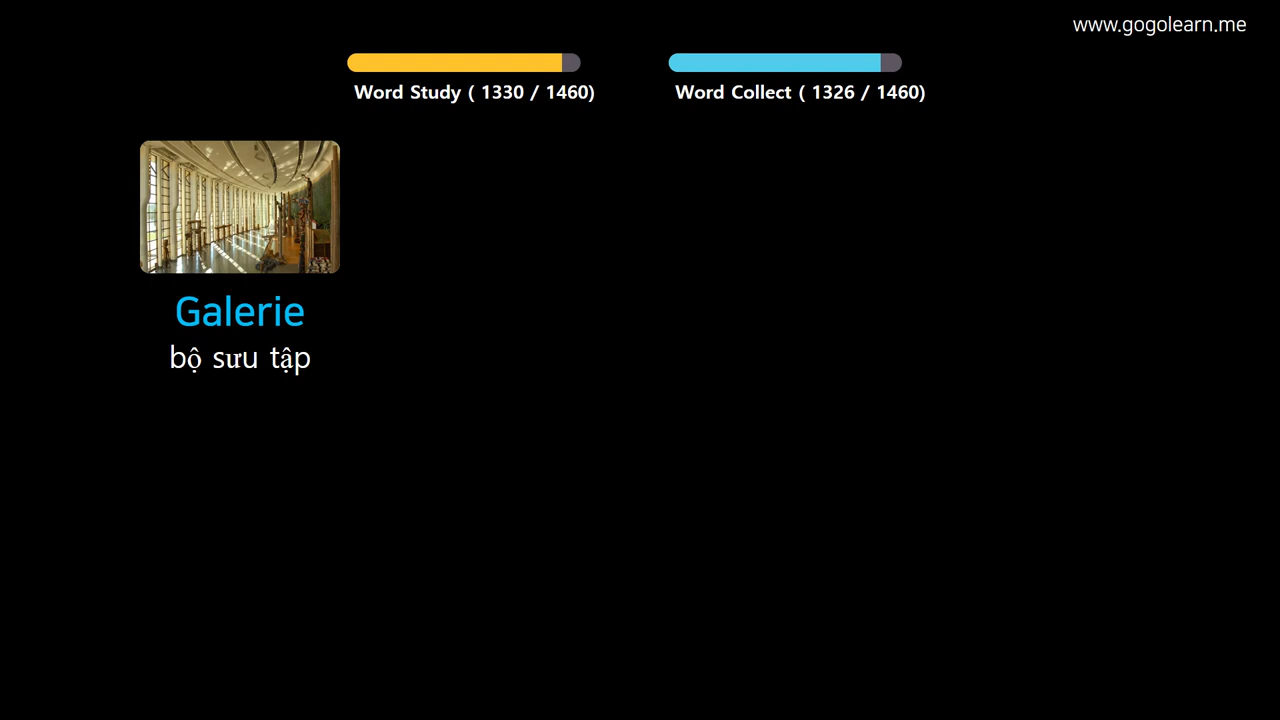 www.gogolearn.me
Word Study ( 1330 / 1460)
Word Collect ( 1326 / 1460)
Galerie
bộ sưu tập